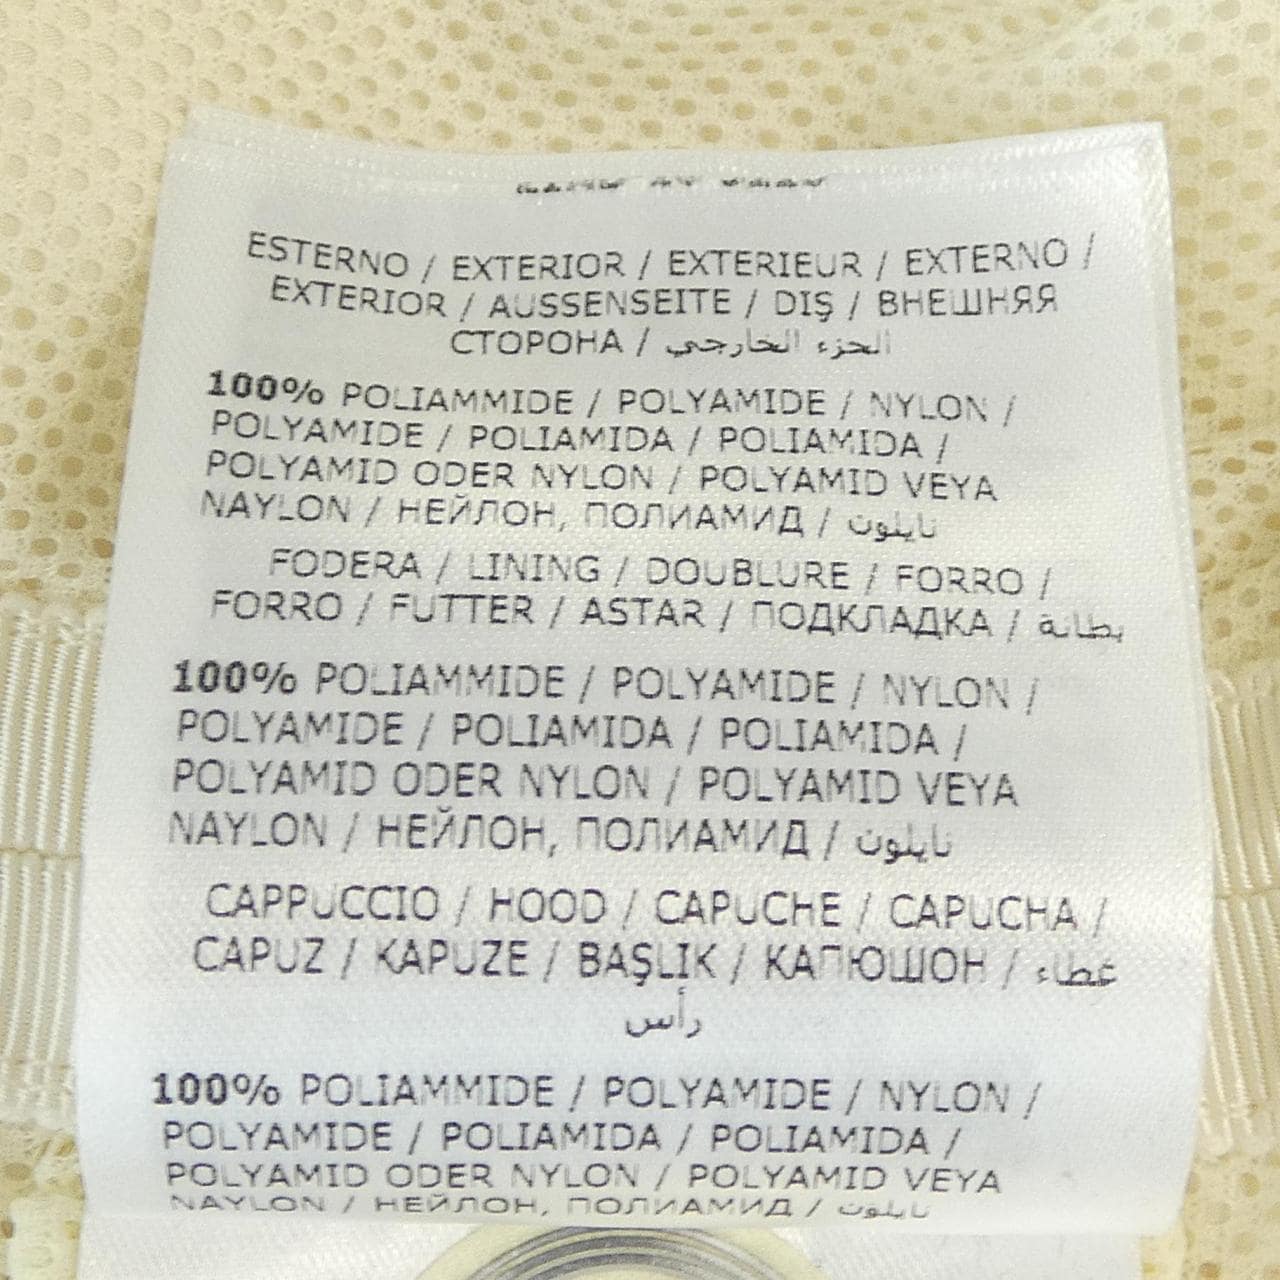 ESTERNO / EXTERIOR / EXTERIEUR / EXTERNO /
EXTERIOR / AUSSENSEITE / DIŞ / ВНЕШНЯЯ
СТОРОНА / الجزء الخارجي
100% POLIAMMIDE / POLYAMIDE / NYLON /
POLYAMIDE / POLIAMIDA / POLIAMIDA /
POLYAMID ODER NYLON / POLYAMID VEYA
NAYLON / НЕЙЛОН, ПОЛИАМИД / نايلون
FODERA / LINING / DOUBLURE / FORRO /
FORRO / FUTTER / ASTAR / ПОДКЛАДКА / بطانة
100% POLIAMMIDE / POLYAMIDE / NYLON /
POLYAMIDE / POLIAMIDA / POLIAMIDA /
POLYAMID ODER NYLON / POLYAMID VEYA
NAYLON / НЕЙЛОН, ПОЛИАМИД / نايلون
CAPPUCCIO / HOOD / CAPUCHE / CAPUCHA /
CAPUZ / KAPUZE / BAŞLIK / КАПЮШОН / غطاء
رأس
100% POLIAMMIDE / POLYAMIDE / NYLON /
POLYAMIDE / POLIAMIDA / POLIAMIDA /
POLYAMID ODER NYLON / POLYAMID VEYA
NAYLON / НЕЙЛОН, ПОЛИАМИД / نايلون